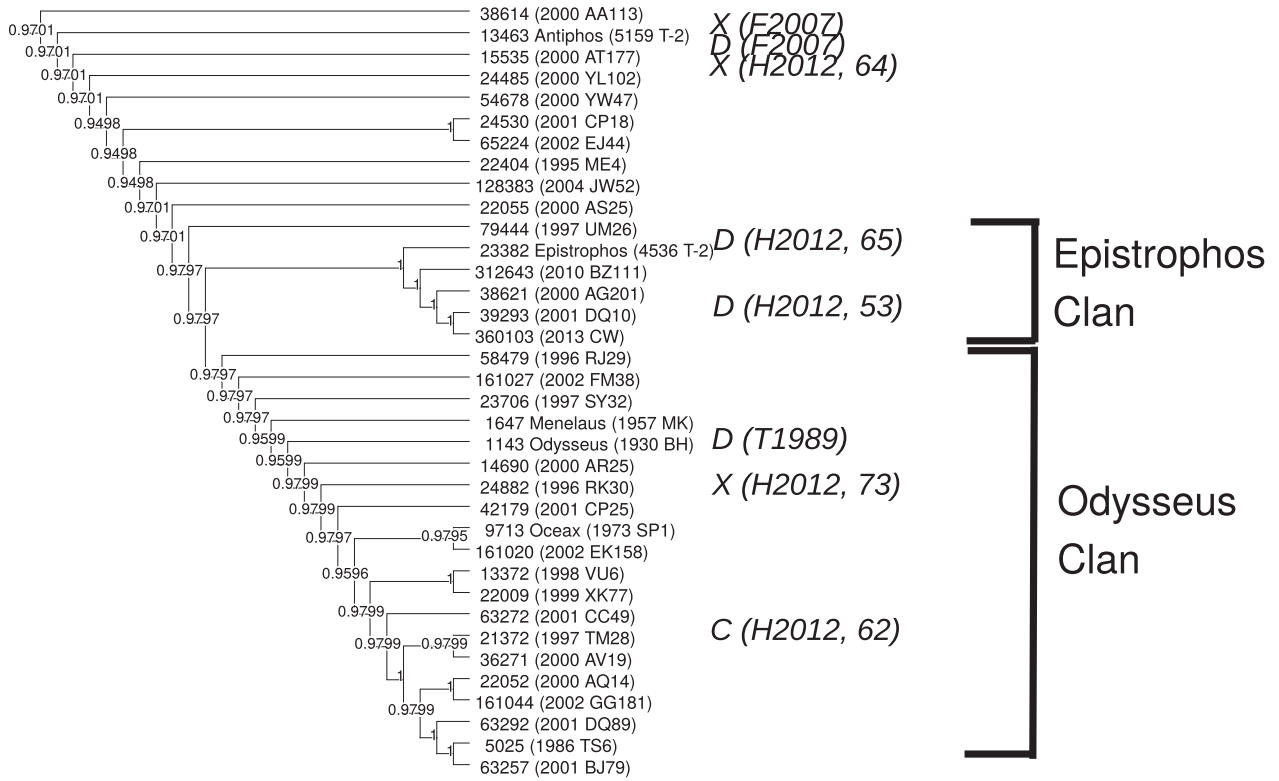 38614 (2000 AA113)
X (F2007)
0.9701
13463 Antiphos (5159 T-2)
D (F2007)
0.9701
15535 (2000 AT177)
X (H2012, 64)
0.9701
24485 (2000 YL102)
0.9701
54678 (2000 YW47)
0.9498
24530 (2001 CP18)
1
65224 (2002 EJ44)
0.9498
22404 (1995 ME4)
0.9498
128383 (2004 JW52)
0.9701
22055 (2000 AS25)
0.9701
79444 (1997 UM26)
23382 Epistrophos (4536 T-2)
D (H2012, 65)
1
0.9797
312643 (2010 BZ111)
1
38621 (2000 AG201)
1
39293 (2001 DQ10)
D (H2012, 53)
1
0.9797
360103 (2013 CW)
Epistrophos
Clan
58479 (1996 RJ29)
0.9797
161027 (2002 FM38)
0.9797
23706 (1997 SY32)
0.9797
1647 Menelaus (1957 MK)
0.9599
1143 Odysseus (1930 BH)
D (T1989)
0.9599
14690 (2000 AR25)
0.9799
24882 (1996 RK30)
X (H2012, 73)
0.9799
42179 (2001 CP25)
9713 Oceax (1973 SP1)
0.9795
0.9797
161020 (2002 EK158)
0.9596
13372 (1998 VU6)
1
22009 (1999 XK77)
0.9799
63272 (2001 CC49)
21372 (1997 TM28)
C (H2012, 62)
0.9799
0.9799
36271 (2000 AV19)
1
22052 (2000 AQ14)
1
161044 (2002 GG181)
0.9799
63292 (2001 DQ89)
1
5025 (1986 TS6)
1
63257 (2001 BJ79)
Odysseus
Clan